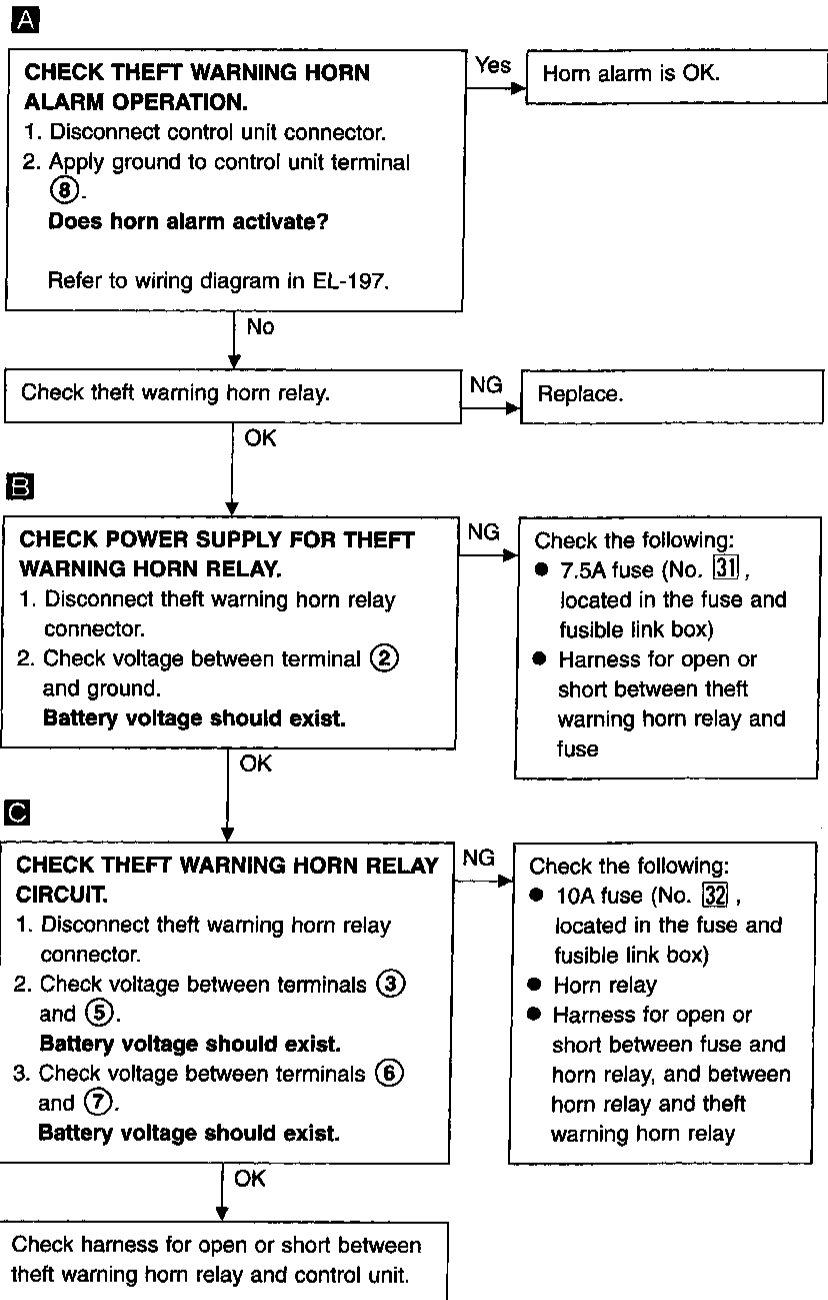 A
CHECK THEFT WARNING HORN
ALARM OPERATION.
1. Disconnect control unit connector.
2. Apply ground to control unit terminal
⑧.
Does horn alarm activate?
Refer to wiring diagram in EL-197.
Yes
Horn alarm is OK.
No
Check theft warning horn relay.
NG
Replace.
OK
B
CHECK POWER SUPPLY FOR THEFT
WARNING HORN RELAY.
1. Disconnect theft warning horn relay
connector.
2. Check voltage between terminal ②
and ground.
Battery voltage should exist.
NG
Check the following:
● 7.5A fuse (No. 31,
located in the fuse and
fusible link box)
● Harness for open or
short between theft
warning horn relay and
fuse
OK
C
CHECK THEFT WARNING HORN RELAY
CIRCUIT.
1. Disconnect theft warning horn relay
connector.
2. Check voltage between terminals ③
and ⑤.
Battery voltage should exist.
3. Check voltage between terminals ⑥
and ⑦.
Battery voltage should exist.
NG
Check the following:
● 10A fuse (No. 32,
located in the fuse and
fusible link box)
● Horn relay
● Harness for open or
short between fuse and
horn relay, and between
horn relay and theft
warning horn relay
OK
Check harness for open or short between
theft warning horn relay and control unit.